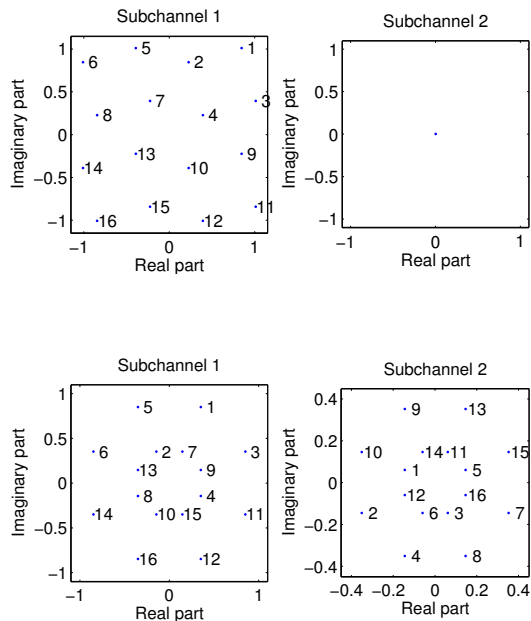 Subchannel 1
1
0.5
0
−0.5
−1
−1
0
1
Imaginary part
Real part
5 1
6 2
7 3
8 4
13 9
14 10
15 11
16 12
Subchannel 2
1
0.5
0
−0.5
−1
−1
0
1
Imaginary part
Real part
Subchannel 1
1
0.5
0
−0.5
−1
−1
0
1
Imaginary part
Real part
5 1
6 2 7 3
13 9
8 4
14 10 15 11
16 12
Subchannel 2
0.4
0.2
0
−0.2
−0.4
−0.4 −0.2 0 0.2 0.4
Imaginary part
Real part
9 13
10 14 11 15
1 5
12 16
2 6 3 7
4 8